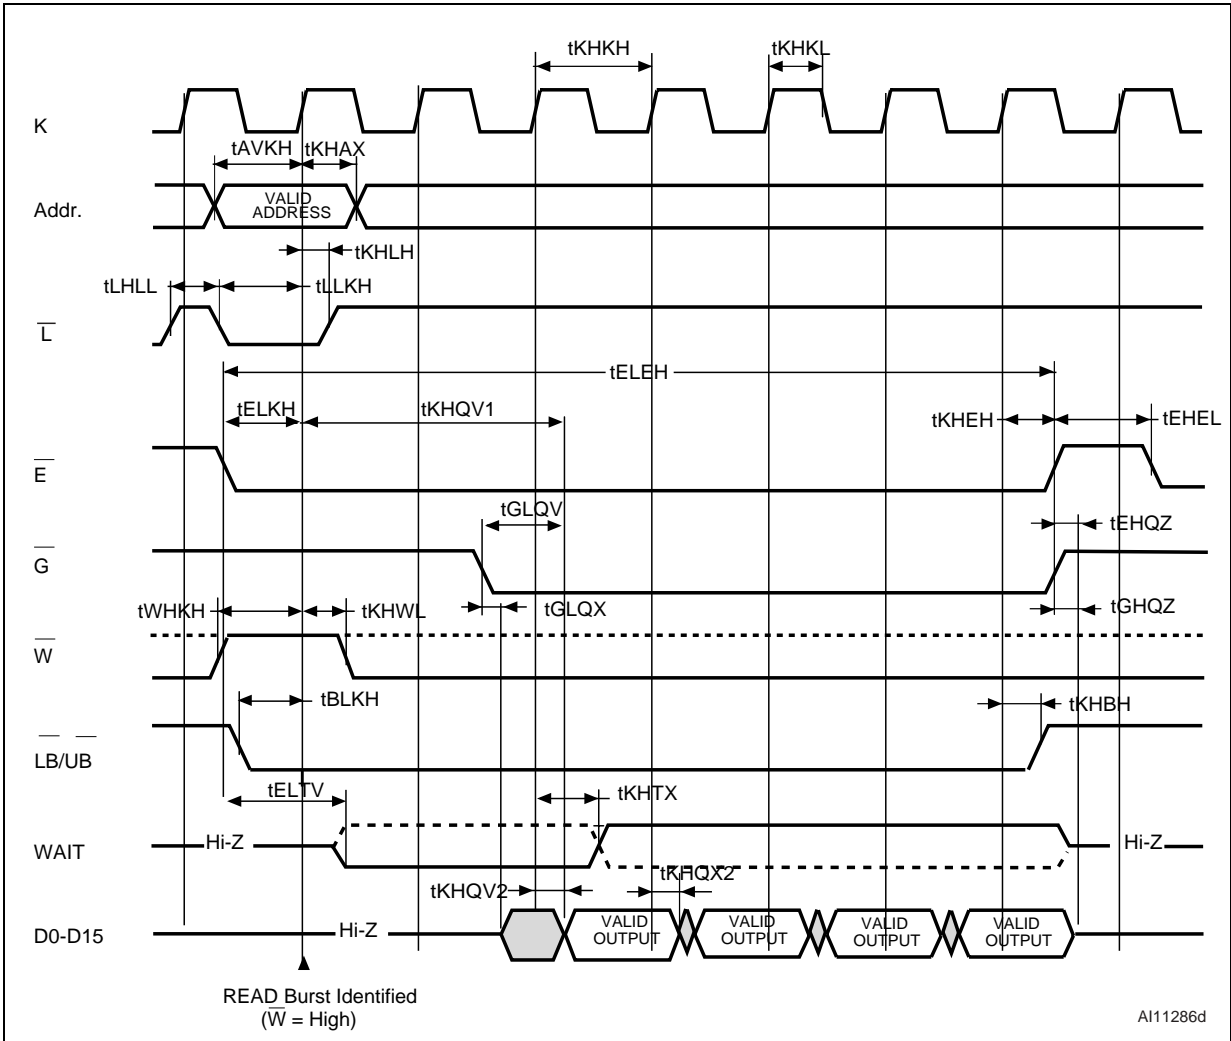 tKHKH
tKHKL
K
tAVKH
tKHAX
Addr.
VALID
ADDRESS
tKHLH
tLHLL
tLLKH
L
tELEH
tELKH
tKHQV1
tKHEH
tEHEL
E
tGLQV
tEHQZ
G
tWHKH
tKHWL
tGLQX
tGHQZ
W
tBLKH
tKHBH
LB/UB
tELTV
tKHTX
WAIT
Hi-Z
Hi-Z
tKHQV2
tKHQX2
D0-D15
Hi-Z
VALID
OUTPUT
VALID
OUTPUT
VALID
OUTPUT
VALID
OUTPUT
READ Burst Identified
(W = High)
AI11286d